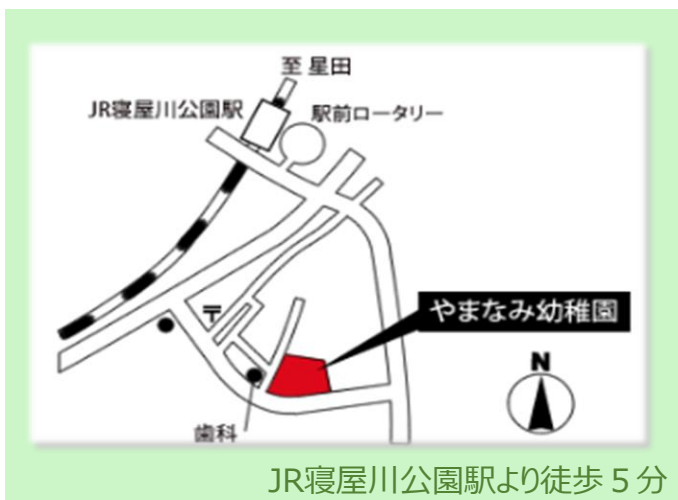 至 星田
JR寝屋川公園駅
駅前ロータリー
〒
やまなみ幼稚園
N
歯科
JR寝屋川公園駅より徒歩５分